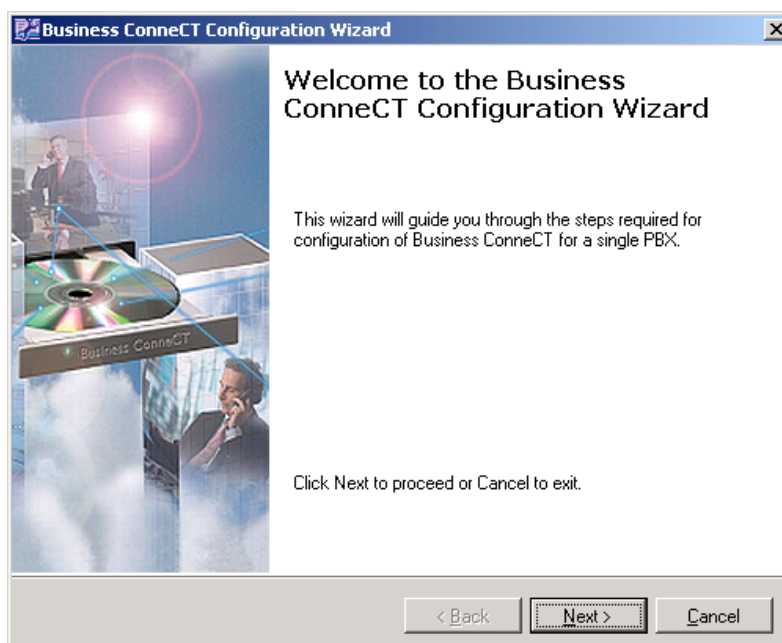 Business ConneCT Configuration Wizard
Welcome to the Business
ConneCT Configuration Wizard
This wizard will guide you through the steps required for
configuration of Business ConneCT for a single PBX.
Business ConneCT
Click Next to proceed or Cancel to exit.
< Back
Next >
Cancel